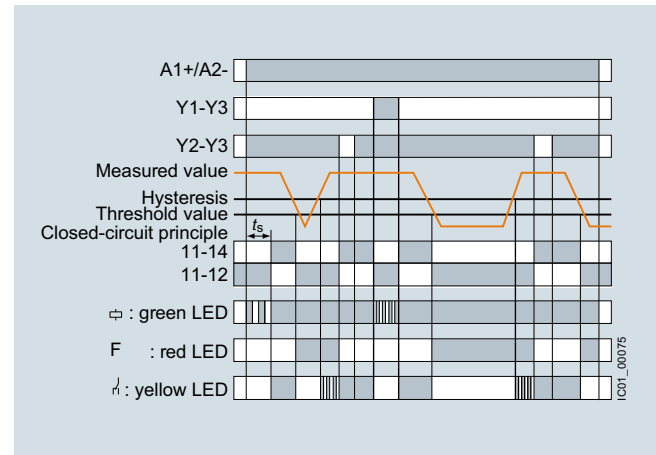 A1+/A2-
Y1-Y3
Y2-Y3
Measured value
Hysteresis
Threshold value
Closed-circuit principle
ts
11-14
11-12
: green LED
F : red LED
: yellow LED
IC01_00075